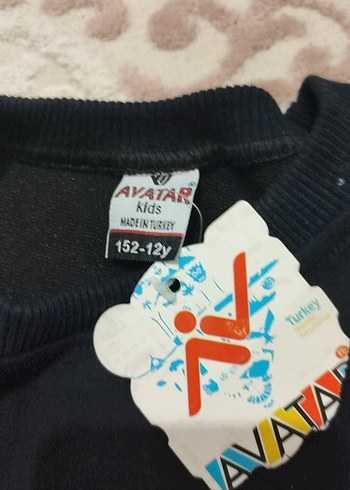 AVATAR
Kids
MADE IN TURKEY
152-12y
Turkey
AVATAR